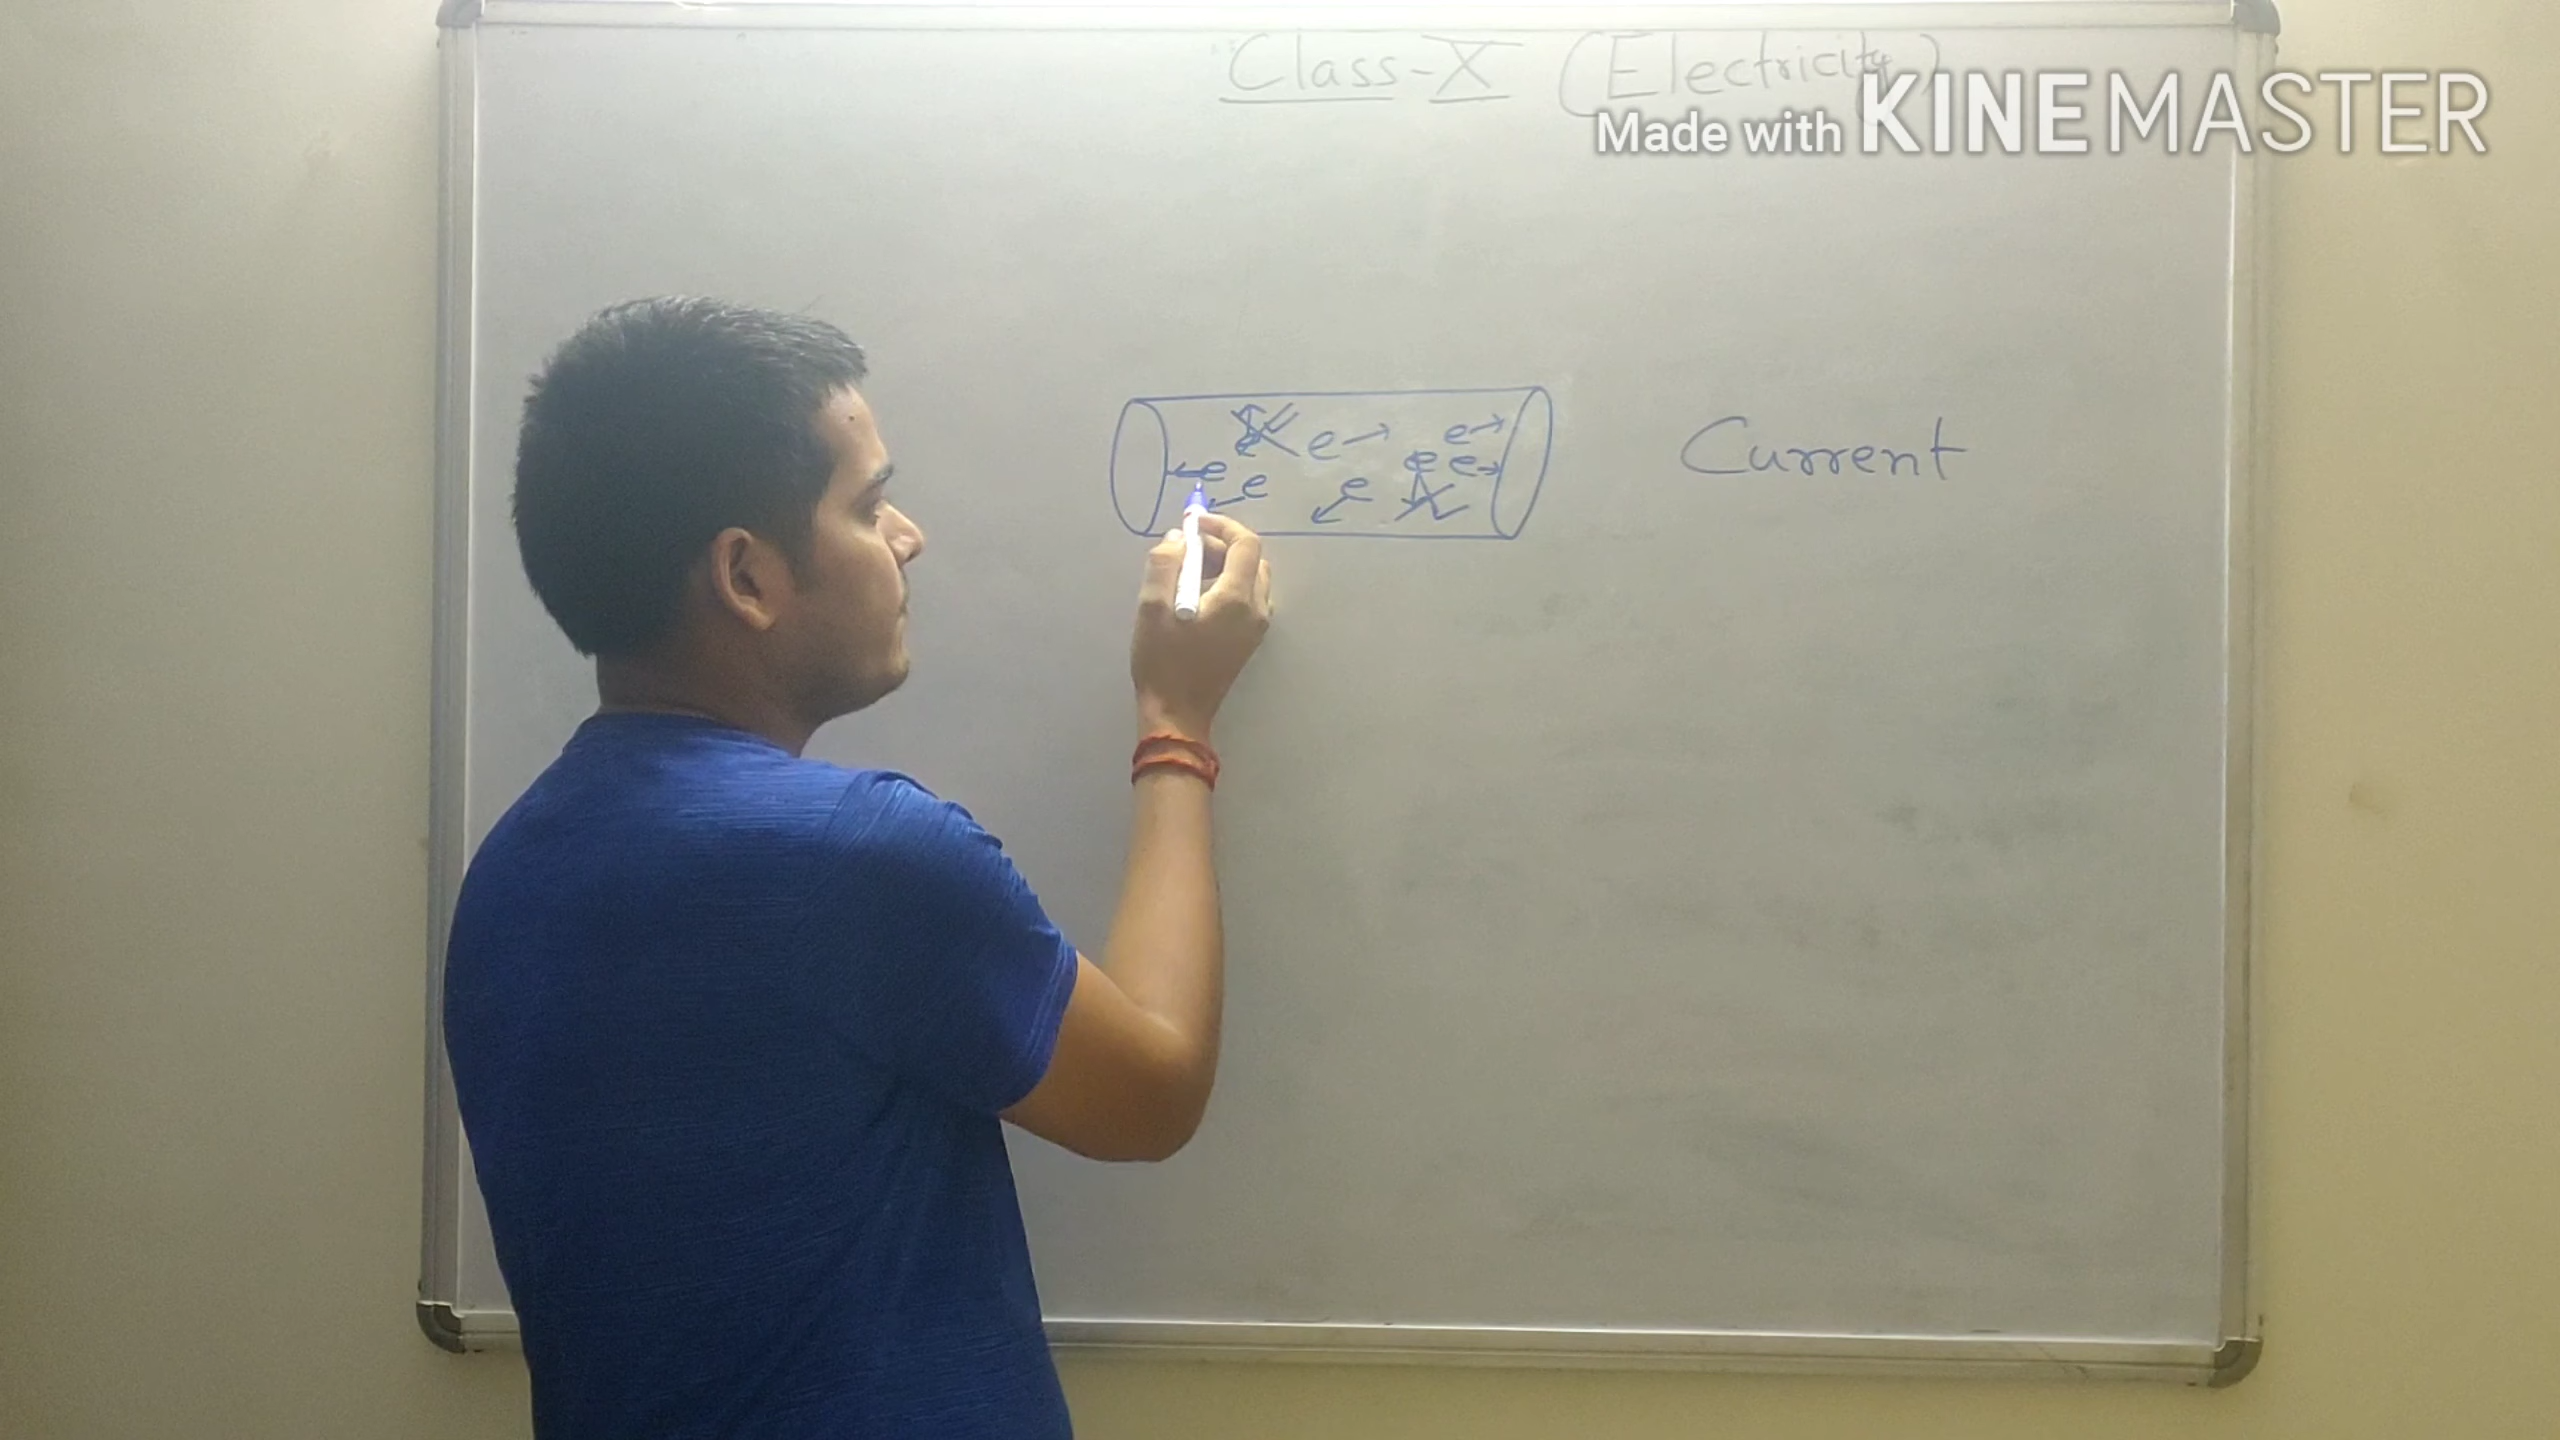 Class-X (Electricity)
Made with KINEMASTER
e e→ e→
e e e→
e e
Current